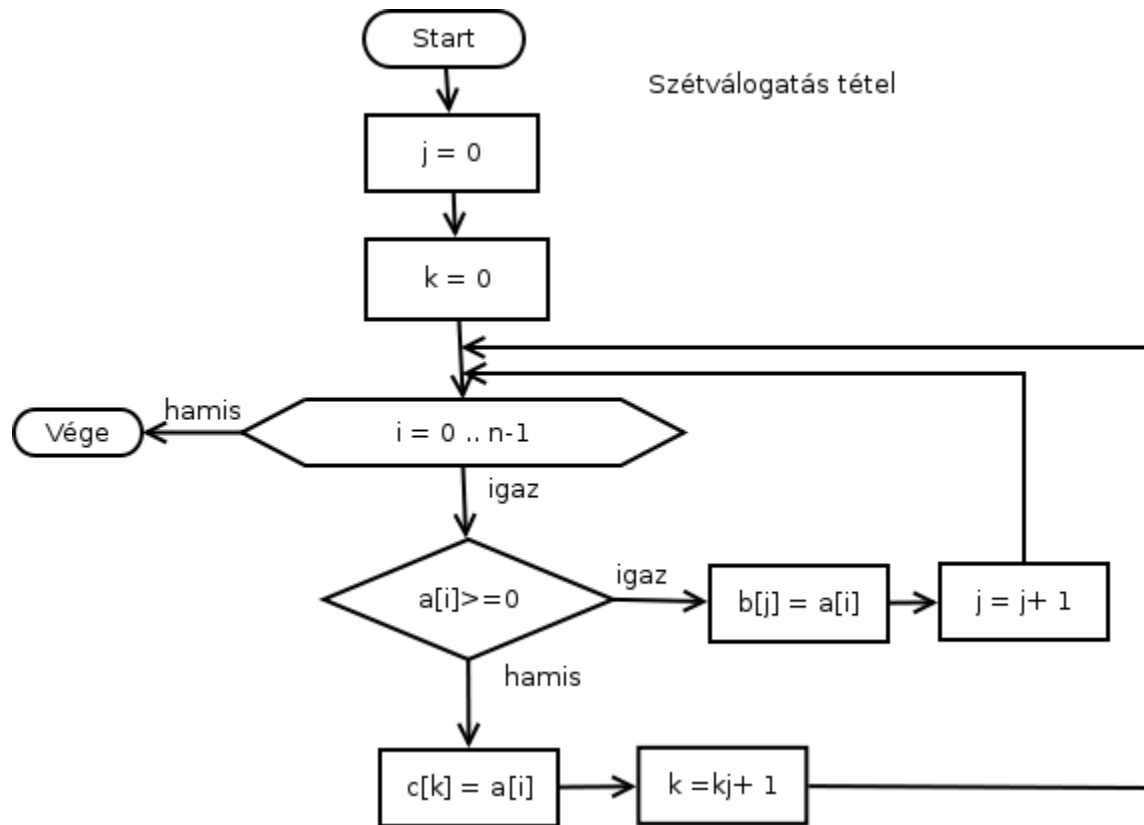 Start
Szétválogatás tétel
j = 0
k = 0
hamis
Vége
i = 0 .. n-1
igaz
a[i]>=0
igaz
b[j] = a[i]
j = j+ 1
hamis
c[k] = a[i]
k =kj+ 1